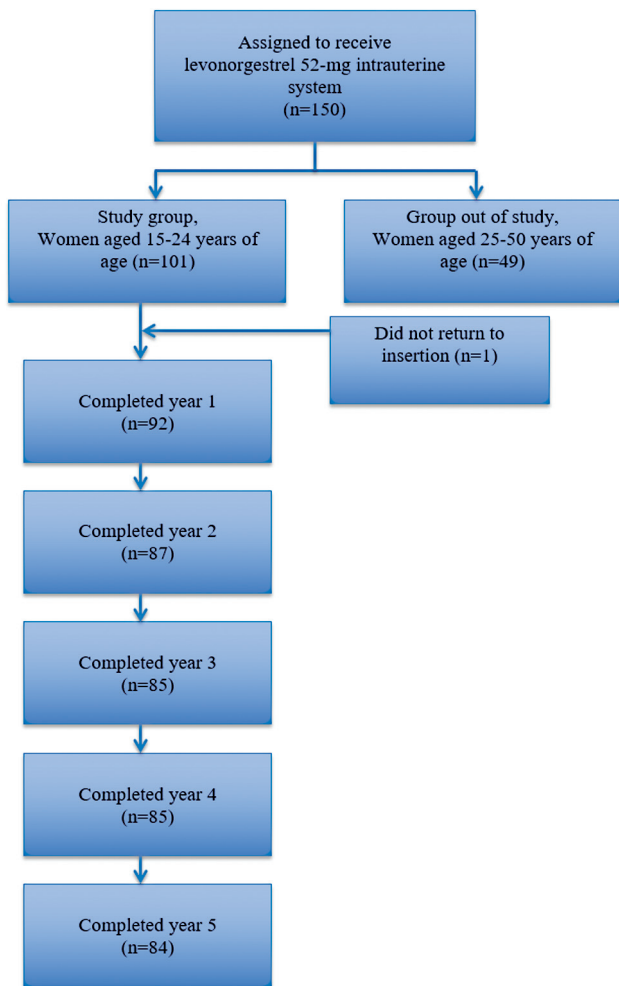 Assigned to receive
levonorgestrel 52-mg intrauterine
system
(n=150)
Study group,
Women aged 15-24 years of
age (n=101)
Group out of study,
Women aged 25-50 years of
age (n=49)
Did not return to
insertion (n=1)
Completed year 1
(n=92)
Completed year 2
(n=87)
Completed year 3
(n=85)
Completed year 4
(n=85)
Completed year 5
(n=84)